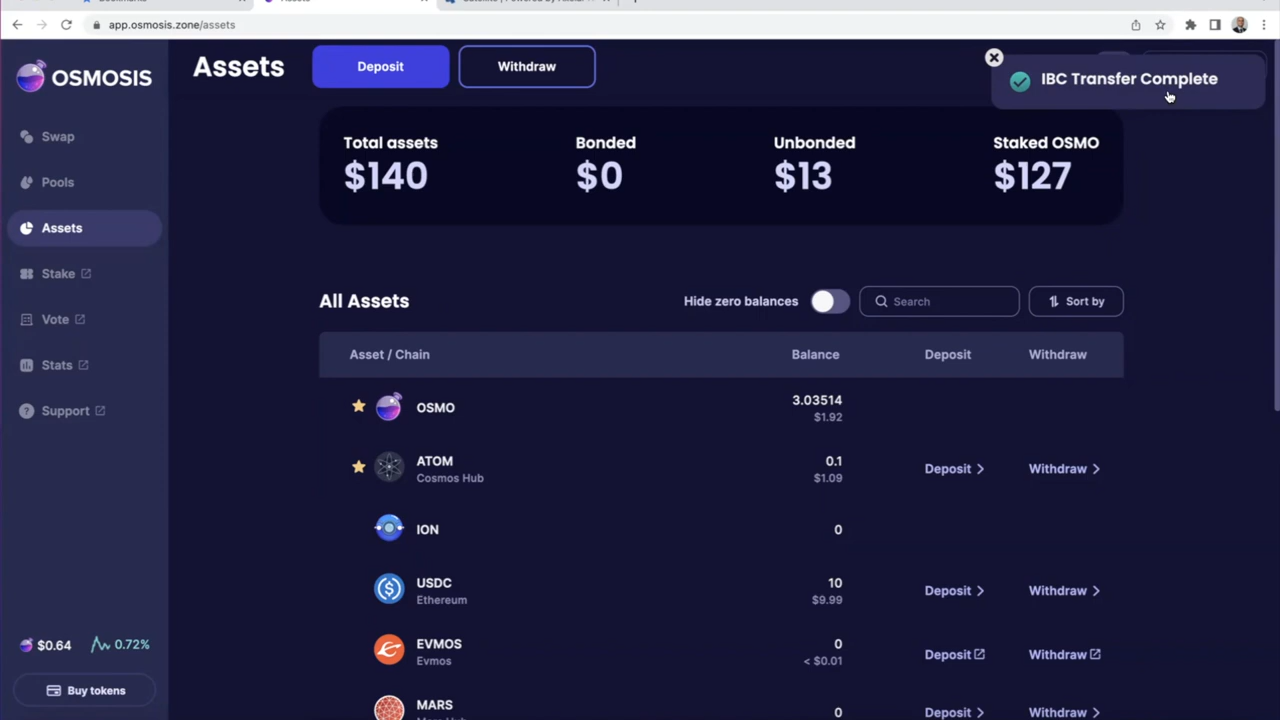 Bookmarks
Assets
app.osmosis.zone/assets
OSMOSIS
Assets
Deposit
Withdraw
IBC Transfer Complete
Swap
Pools
Assets
Stake
Vote
Stats
Support
Total assets
$140
Bonded
$0
Unbonded
$13
Staked OSMO
$127
All Assets
Hide zero balances
Search
Sort by
Asset / Chain
Balance
Deposit
Withdraw
OSMO
3.03514
$1.92
ATOM
Cosmos Hub
0.1
$1.09
Deposit
Withdraw
ION
0
USDC
Ethereum
10
$9.99
Deposit
Withdraw
EVMOS
Evmos
0
< $0.01
Deposit
Withdraw
MARS
Mars Hub
0
Deposit
Withdraw
$0.64
0.72%
Buy tokens